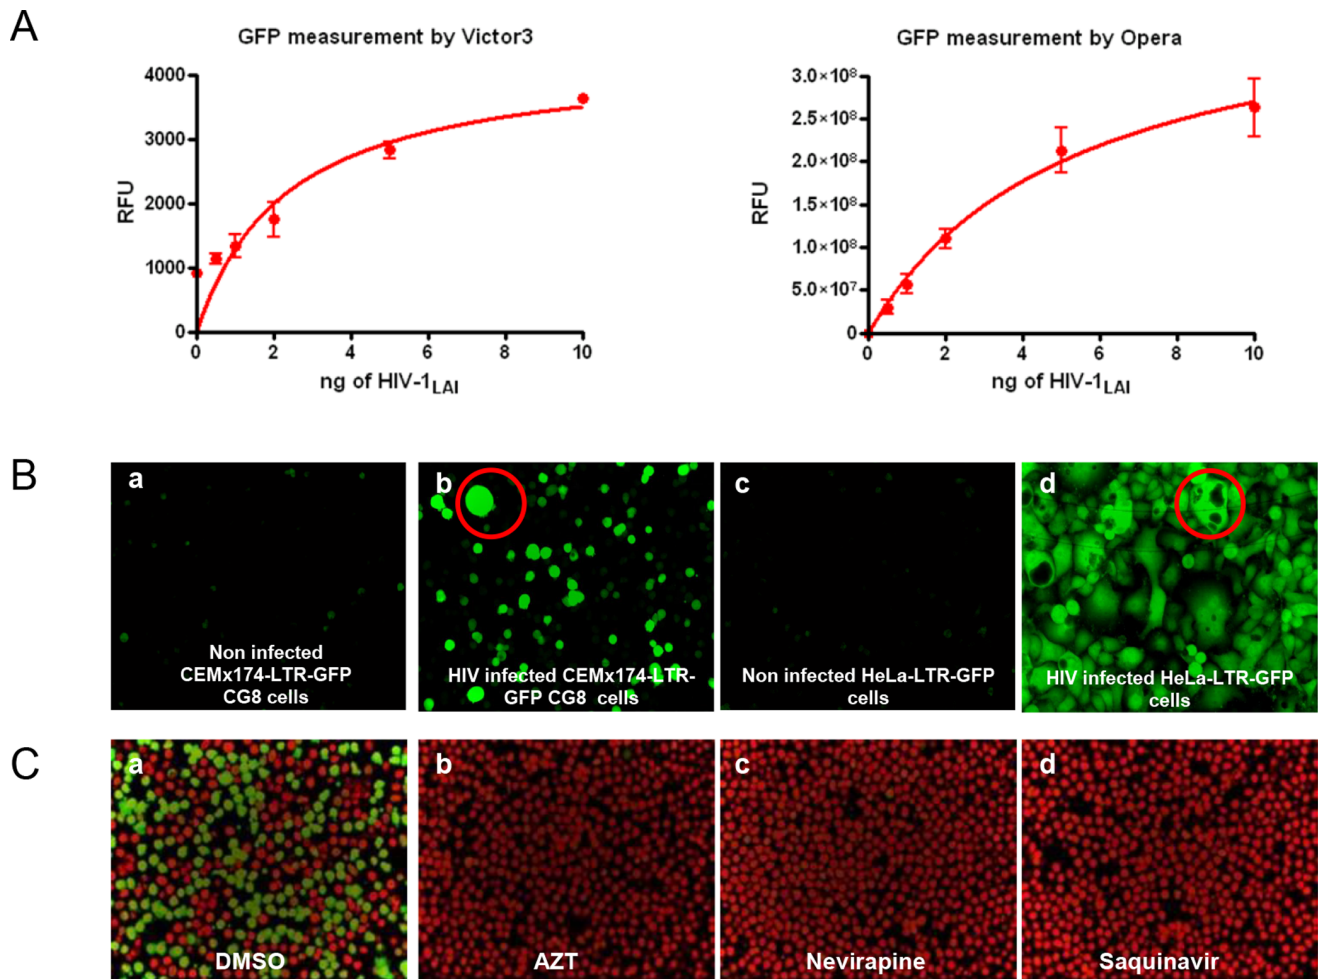 A
GFP measurement by Victor3
4000
3000
2000
1000
0
RFU
0 2 4 6 8 10
ng of HIV-1LAI
GFP measurement by Opera
3.0×10⁸
2.5×10⁸
2.0×10⁸
1.5×10⁸
1.0×10⁸
5.0×10⁷
0
RFU
0 2 4 6 8 10
ng of HIV-1LAI
B
a
Non infected
CEMx174-LTR-GFP
CG8 cells
b
HIV infected CEMx174-LTR-
GFP CG8 cells
c
Non infected HeLa-LTR-GFP
cells
d
HIV infected HeLa-LTR-GFP
cells
C
a
DMSO
b
AZT
c
Nevirapine
d
Saquinavir